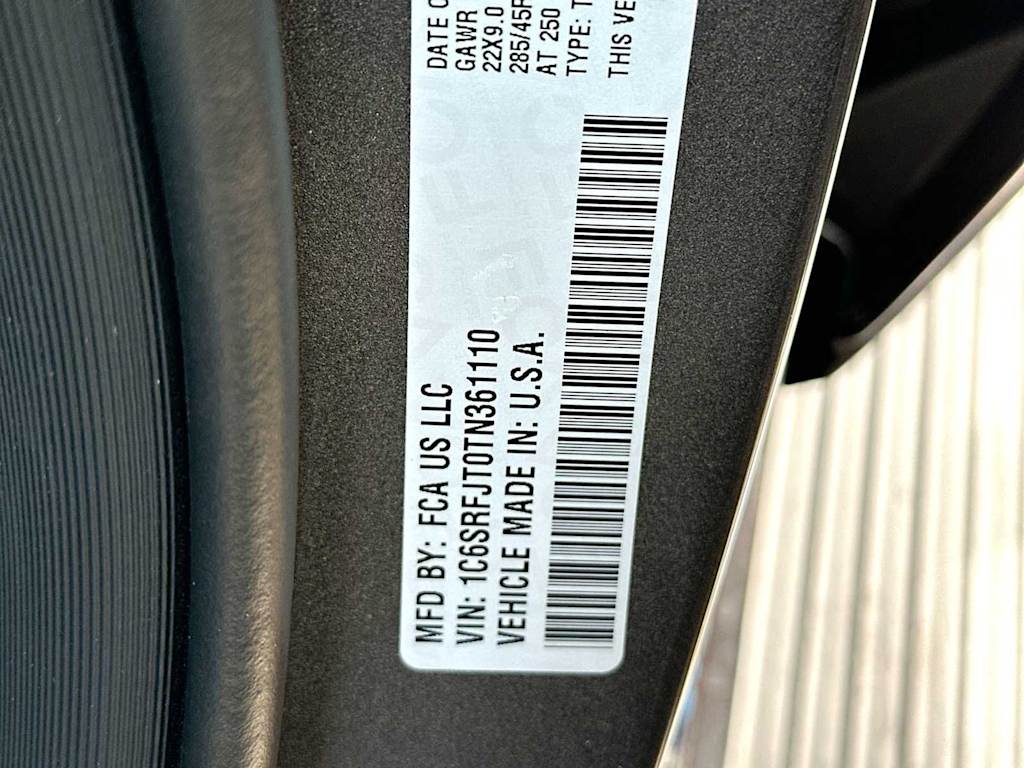 MFD BY: FCA US LLC
VIN: 1C6SRFJT0TN361110
VEHICLE MADE IN: U.S.A.
DATE O
GAWR
22X9.0
285/45R
AT 250
TYPE: T
THIS VE